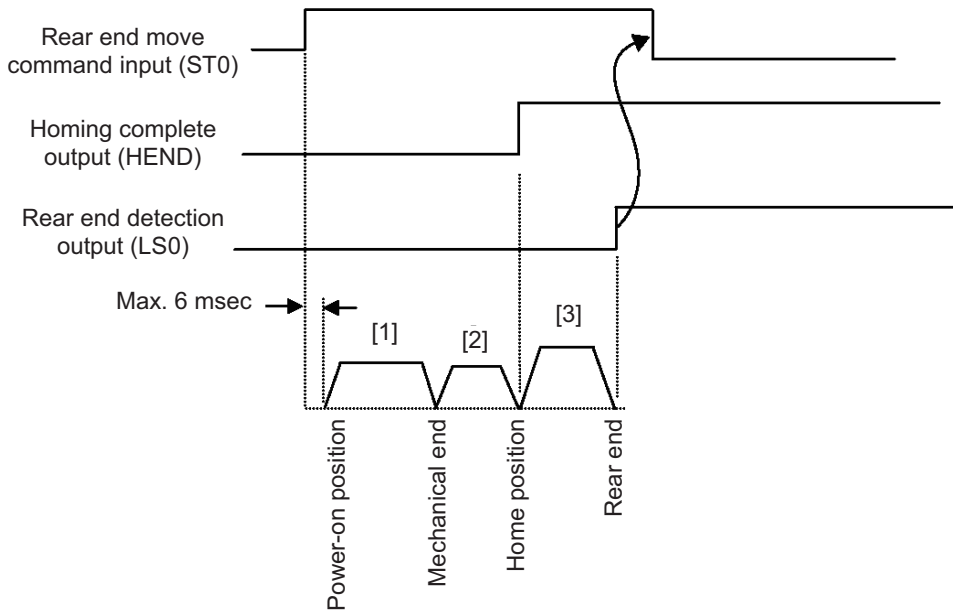 Rear end move
command input (ST0)
Homing complete
output (HEND)
Rear end detection
output (LS0)
Max. 6 msec
[1]
[2]
[3]
Power-on position
Mechanical end
Home position
Rear end